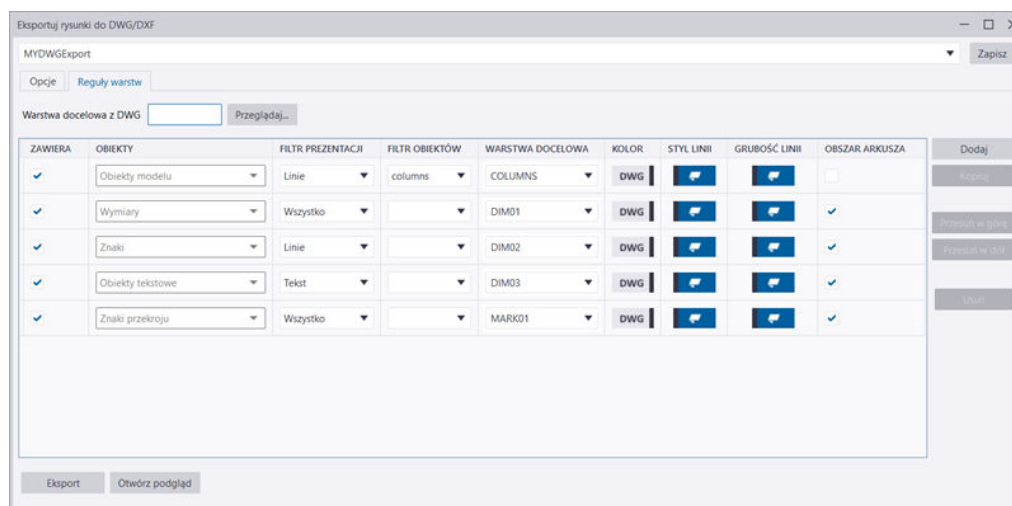 Eksportuj rysunki do DWG/DXF
MYDWGExport
Zapisz
Opcje Reguły warstw
Warstwa docelowa z DWG Przeglądaj...
ZAWIERA OBIEKTY FILTR PREZENTACJI FILTR OBIEKTÓW WARSTWA DOCELOWA KOLOR STYL LINII GRUBOŚĆ LINII OBSZAR ARKUSZA Dodaj
Obiekty modelu Linie columns COLUMNS DWG Kopiuj
Wymiary Wszystko DIM01 DWG
Przesuń w górę
Znaki Linie DIM02 DWG Przesuń w dół
Obiekty tekstowe Tekst DIM03 DWG
Usuń
Znaki przekroju Wszystko MARK01 DWG
Eksport Otwórz podgląd